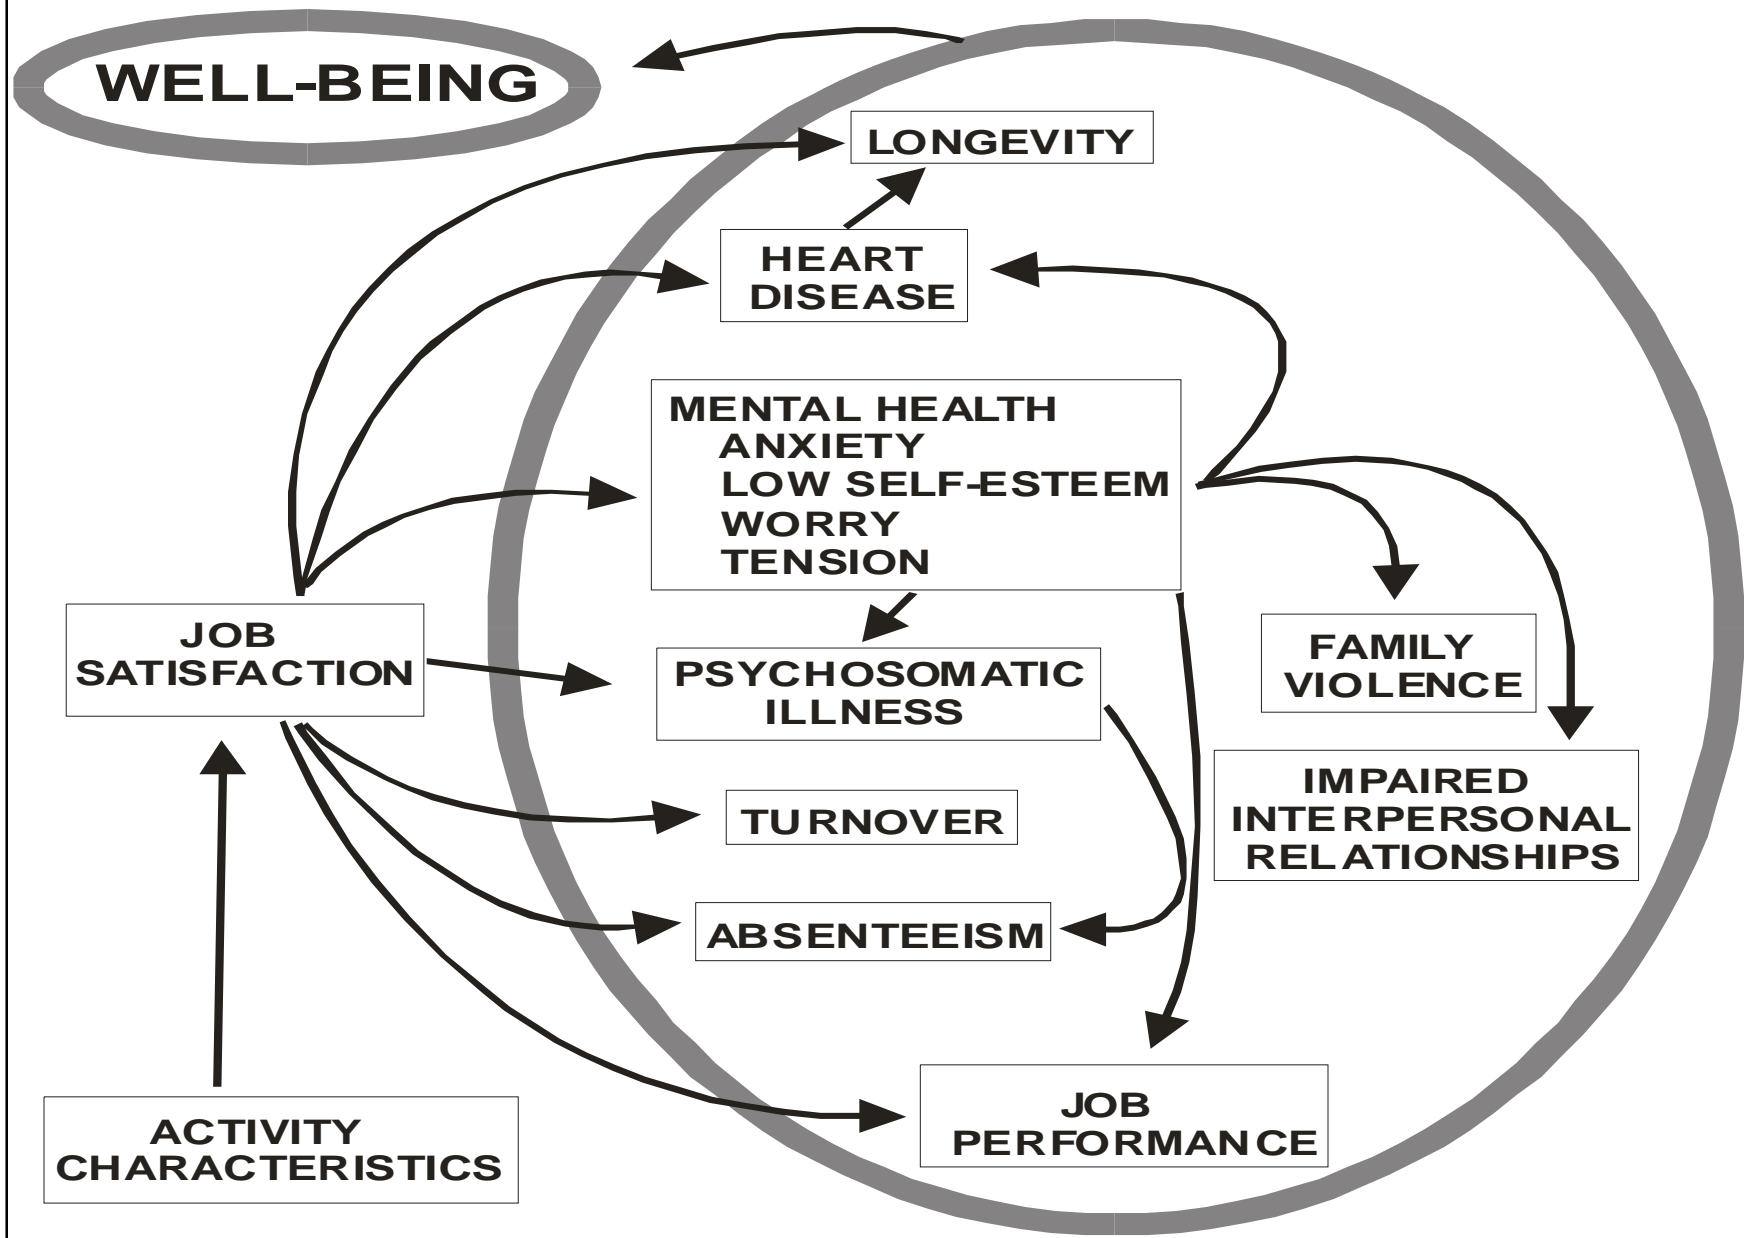 WELL-BEING
LONGEVITY
HEART
DISEASE
MENTAL HEALTH
ANXIETY
LOW SELF-ESTEEM
WORRY
TENSION
JOB
SATISFACTION
PSYCHOSOMATIC
ILLNESS
FAMILY
VIOLENCE
TURNOVER
IMPAIRED
INTERPERSONAL
RELATIONSHIPS
ABSENTEEISM
JOB
PERFORMANCE
ACTIVITY
CHARACTERISTICS